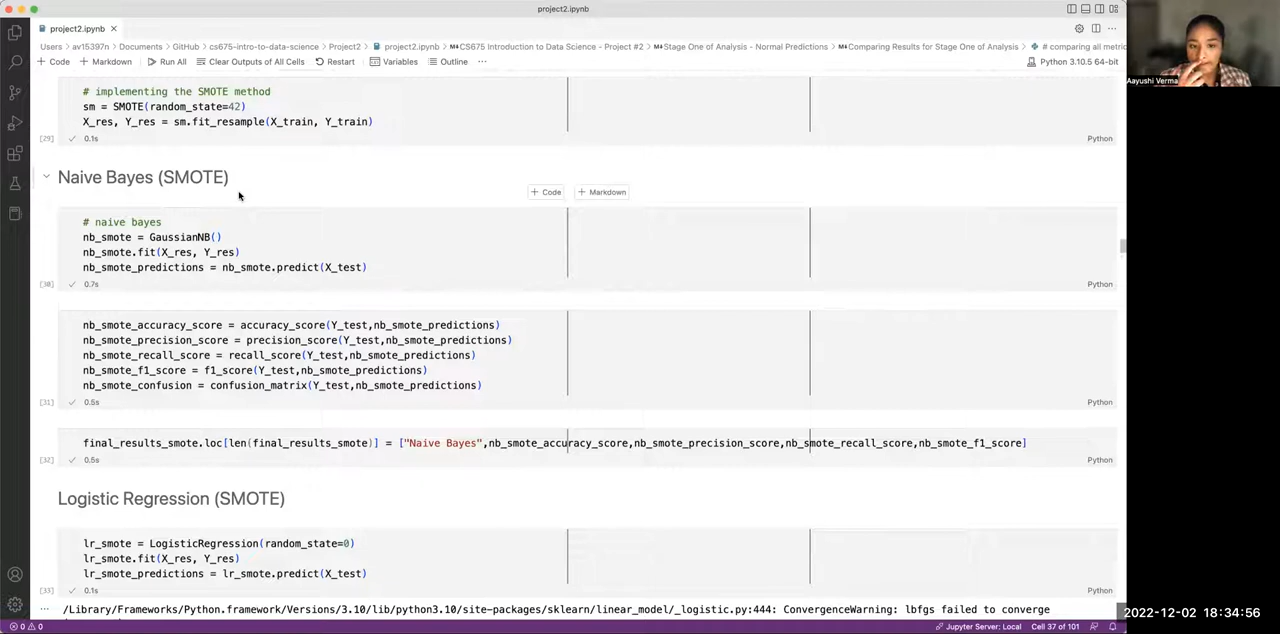 project2.ipynb
project2.ipynb
Users > av15397n > Documents > GitHub > cs675-intro-to-data-science > Project2 > project2.ipynb > CS675 Introduction to Data Science - Project #2 > Stage One of Analysis - Normal Predictions > Comparing Results for Stage One of Analysis > # comparing all metric
+ Code + Markdown Run All Clear Outputs of All Cells Restart Variables Outline ... Python 3.10.5 64-bit
Aayushi Verma
# implementing the SMOTE method
sm = SMOTE(random_state=42)
X_res, Y_res = sm.fit_resample(X_train, Y_train)
[29] ✓ 0.1s Python
Naive Bayes (SMOTE)
+ Code + Markdown
# naive bayes
nb_smote = GaussianNB()
nb_smote.fit(X_res, Y_res)
nb_smote_predictions = nb_smote.predict(X_test)
[30] ✓ 0.7s Python
nb_smote_accuracy_score = accuracy_score(Y_test,nb_smote_predictions)
nb_smote_precision_score = precision_score(Y_test,nb_smote_predictions)
nb_smote_recall_score = recall_score(Y_test,nb_smote_predictions)
nb_smote_f1_score = f1_score(Y_test,nb_smote_predictions)
nb_smote_confusion = confusion_matrix(Y_test,nb_smote_predictions)
[31] ✓ 0.5s Python
final_results_smote.loc[len(final_results_smote)] = ["Naive Bayes",nb_smote_accuracy_score,nb_smote_precision_score,nb_smote_recall_score,nb_smote_f1_score]
[32] ✓ 0.5s Python
Logistic Regression (SMOTE)
lr_smote = LogisticRegression(random_state=0)
lr_smote.fit(X_res, Y_res)
lr_smote_predictions = lr_smote.predict(X_test)
[33] ✓ 0.1s Python
... /Library/Frameworks/Python.framework/Versions/3.10/lib/python3.10/site-packages/sklearn/linear_model/_logistic.py:444: ConvergenceWarning: lbfgs failed to converge
2022-12-02 18:34:56
0 0 Jupyter Server: Local Cell 37 of 101